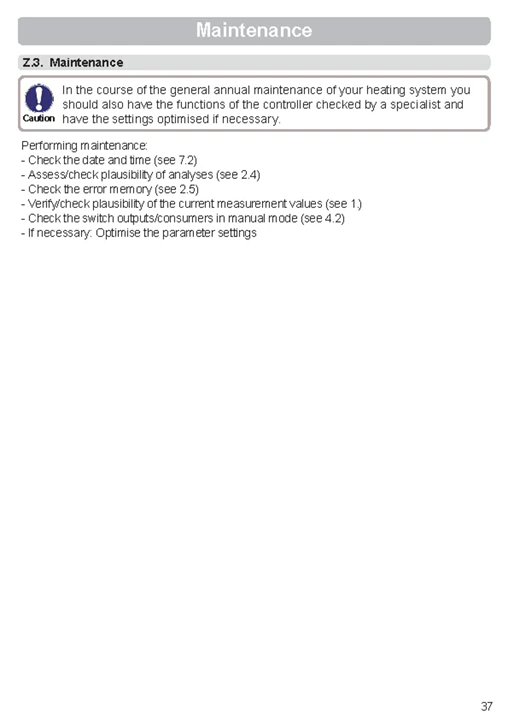 Maintenance
Z.3. Maintenance
In the course of the general annual maintenance of your heating system you
should also have the functions of the controller checked by a specialist and
Caution have the settings optimised if necessary.
Performing maintenance:
- Check the date and time (see 7.2)
- Assess/check plausibility of analyses (see 2.4)
- Check the error memory (see 2.5)
- Verify/check plausibility of the current measurement values (see 1.)
- Check the switch outputs/consumers in manual mode (see 4.2)
- If necessary: Optimise the parameter settings
37